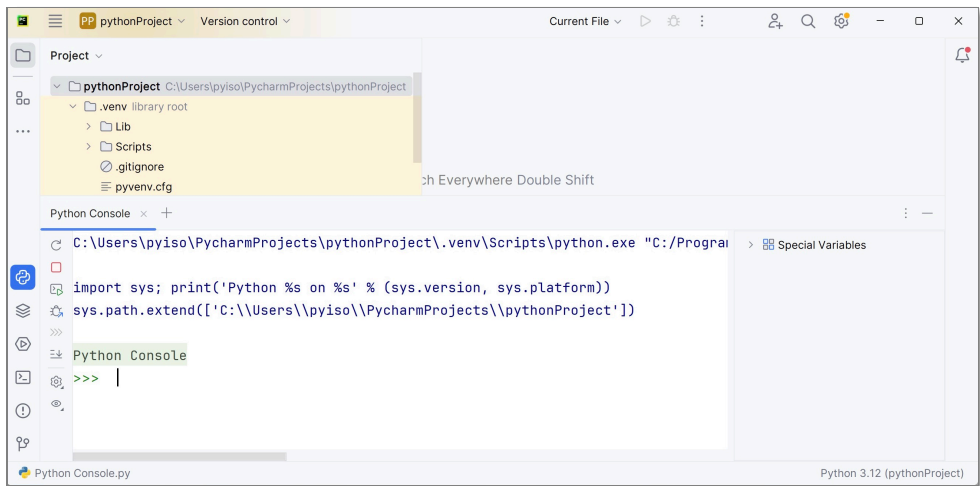 PC
PP pythonProject Version control Current File
Project
pythonProject C:\Users\pyiso\PycharmProjects\pythonProject
.venv library root
Lib
Scripts
.gitignore
pyvenv.cfg
ch Everywhere Double Shift
Python Console
C:\Users\pyiso\PycharmProjects\pythonProject\.venv\Scripts\python.exe "C:/Program
Special Variables
import sys; print('Python %s on %s' % (sys.version, sys.platform))
sys.path.extend(['C:\\Users\\pyiso\\PycharmProjects\\pythonProject'])
Python Console
>>>
Python Console.py Python 3.12 (pythonProject)